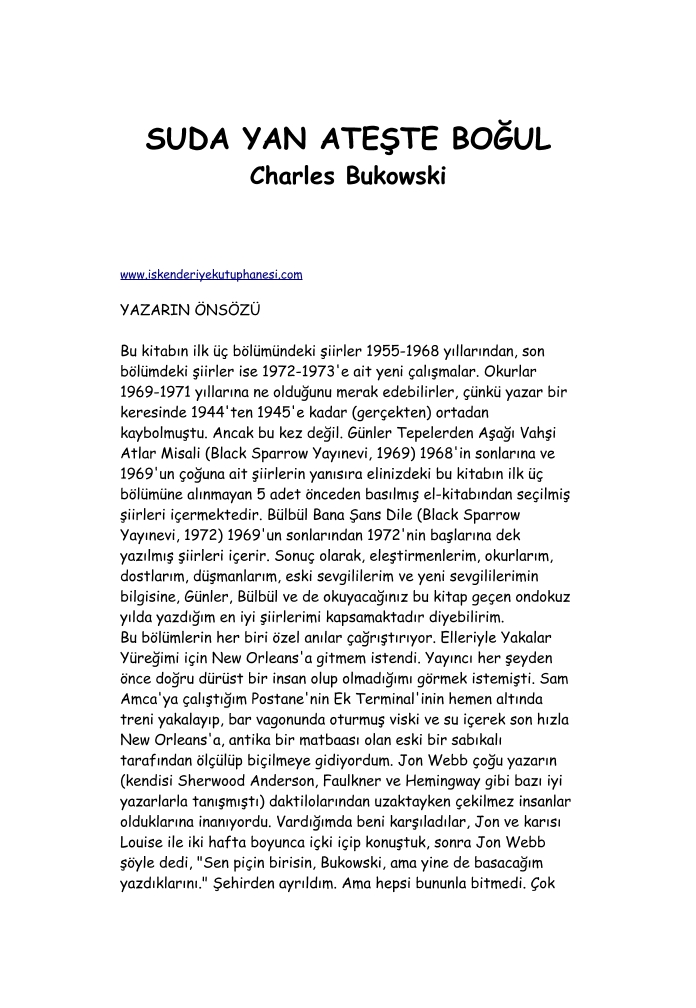 SUDA YAN ATEŞTE BOĞUL
Charles Bukowski
www.iskenderiyekutuphanesi.com
YAZARIN ÖNSÖZÜ
Bu kitabın ilk üç bölümündeki şiirler 1955-1968 yıllarından, son
bölümdeki şiirler ise 1972-1973'e ait yeni çalışmalar. Okurlar
1969-1971 yıllarına ne olduğunu merak edebilirler, çünkü yazar bir
keresinde 1944'ten 1945'e kadar (gerçekten) ortadan
kaybolmuştu. Ancak bu kez değil. Günler Tepelerden Aşağı Vahşi
Atlar Misali (Black Sparrow Yayınevi, 1969) 1968'in sonlarına ve
1969'un çoğuna ait şiirlerin yanısıra elinizdeki bu kitabın ilk üç
bölümüne alınmayan 5 adet önceden basılmış el-kitabından seçilmiş
şiirleri içermektedir. Bülbül Bana Şans Dile (Black Sparrow
Yayınevi, 1972) 1969'un sonlarından 1972'nin başlarına dek
yazılmış şiirleri içerir. Sonuç olarak, eleştirmenlerim, okurlarım,
dostlarım, düşmanlarım, eski sevgililerim ve yeni sevgililerimin
bilgisine, Günler, Bülbül ve de okuyacağınız bu kitap geçen ondokuz
yılda yazdığım en iyi şiirlerimi kapsamaktadır diyebilirim.
Bu bölümlerin her biri özel anılar çağrıştırıyor. Elleriyle Yakalar
Yüreğimi için New Orleans'a gitmem istendi. Yayıncı her şeyden
önce doğru dürüst bir insan olup olmadığımı görmek istemişti. Sam
Amca'ya çalıştığım Postane'nin Ek Terminal'inin hemen altında
treni yakalayıp, bar vagonunda oturmuş viski ve su içerek son hızla
New Orleans'a, antika bir matbaası olan eski bir sabıkalı
tarafından ölçülüp biçilmeye gidiyordum. Jon Webb çoğu yazarın
(kendisi Sherwood Anderson, Faulkner ve Hemingway gibi bazı iyi
yazarlarla tanışmıştı) daktilolarından uzaktayken çekilmez insanlar
olduklarına inanıyordu. Vardığımda beni karşıladılar, Jon ve karısı
Louise ile iki hafta boyunca içki içip konuştuk, sonra Jon Webb
şöyle dedi, "Sen piçin birisin, Bukowski, ama yine de basacağım
yazdıklarını." Şehirden ayrıldım. Ama hepsi bununla bitmedi. Çok